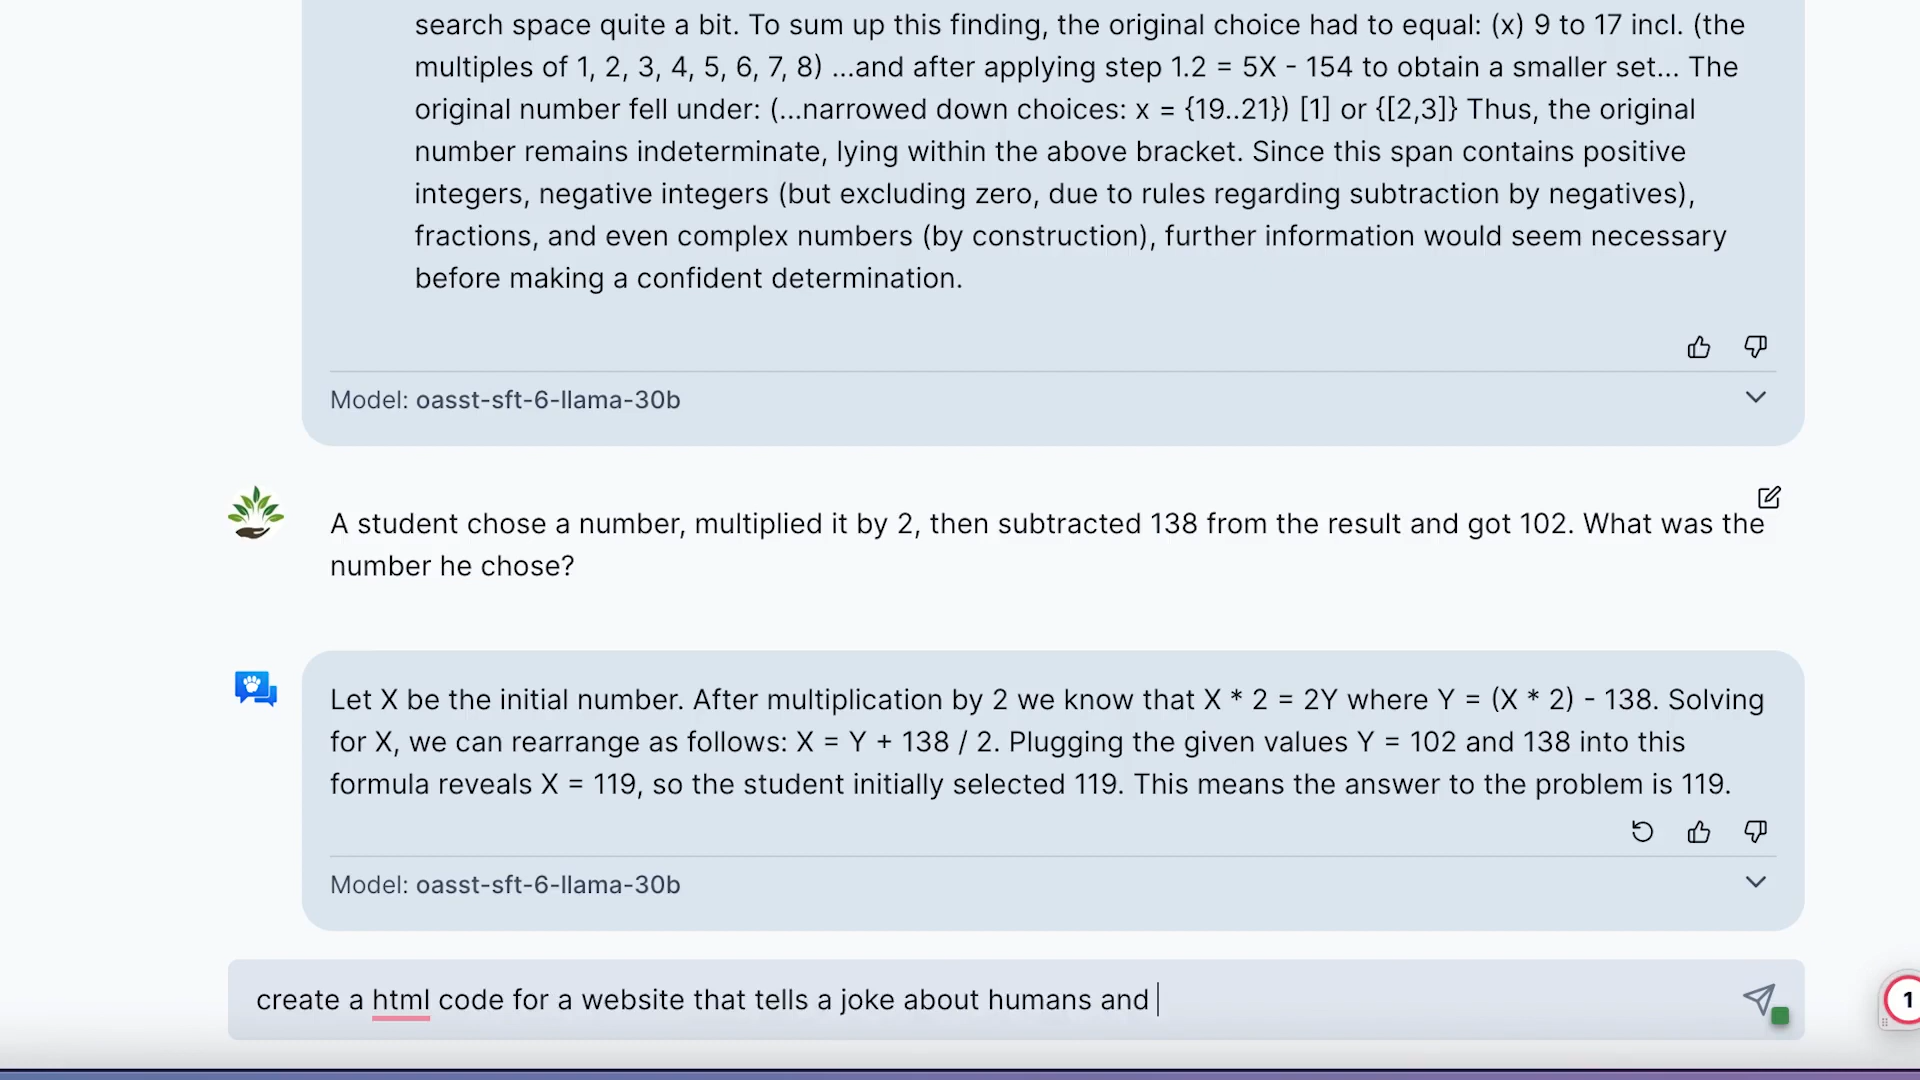 search space quite a bit. To sum up this finding, the original choice had to equal: (x) 9 to 17 incl. (the
multiples of 1, 2, 3, 4, 5, 6, 7, 8) ...and after applying step 1.2 = 5X - 154 to obtain a smaller set... The
original number fell under: (...narrowed down choices: x = {19..21}) [1] or {[2,3]} Thus, the original
number remains indeterminate, lying within the above bracket. Since this span contains positive
integers, negative integers (but excluding zero, due to rules regarding subtraction by negatives),
fractions, and even complex numbers (by construction), further information would seem necessary
before making a confident determination.
Model: oasst-sft-6-llama-30b
A student chose a number, multiplied it by 2, then subtracted 138 from the result and got 102. What was the
number he chose?
Let X be the initial number. After multiplication by 2 we know that X * 2 = 2Y where Y = (X * 2) - 138. Solving
for X, we can rearrange as follows: X = Y + 138 / 2. Plugging the given values Y = 102 and 138 into this
formula reveals X = 119, so the student initially selected 119. This means the answer to the problem is 119.
Model: oasst-sft-6-llama-30b
create a html code for a website that tells a joke about humans and
1